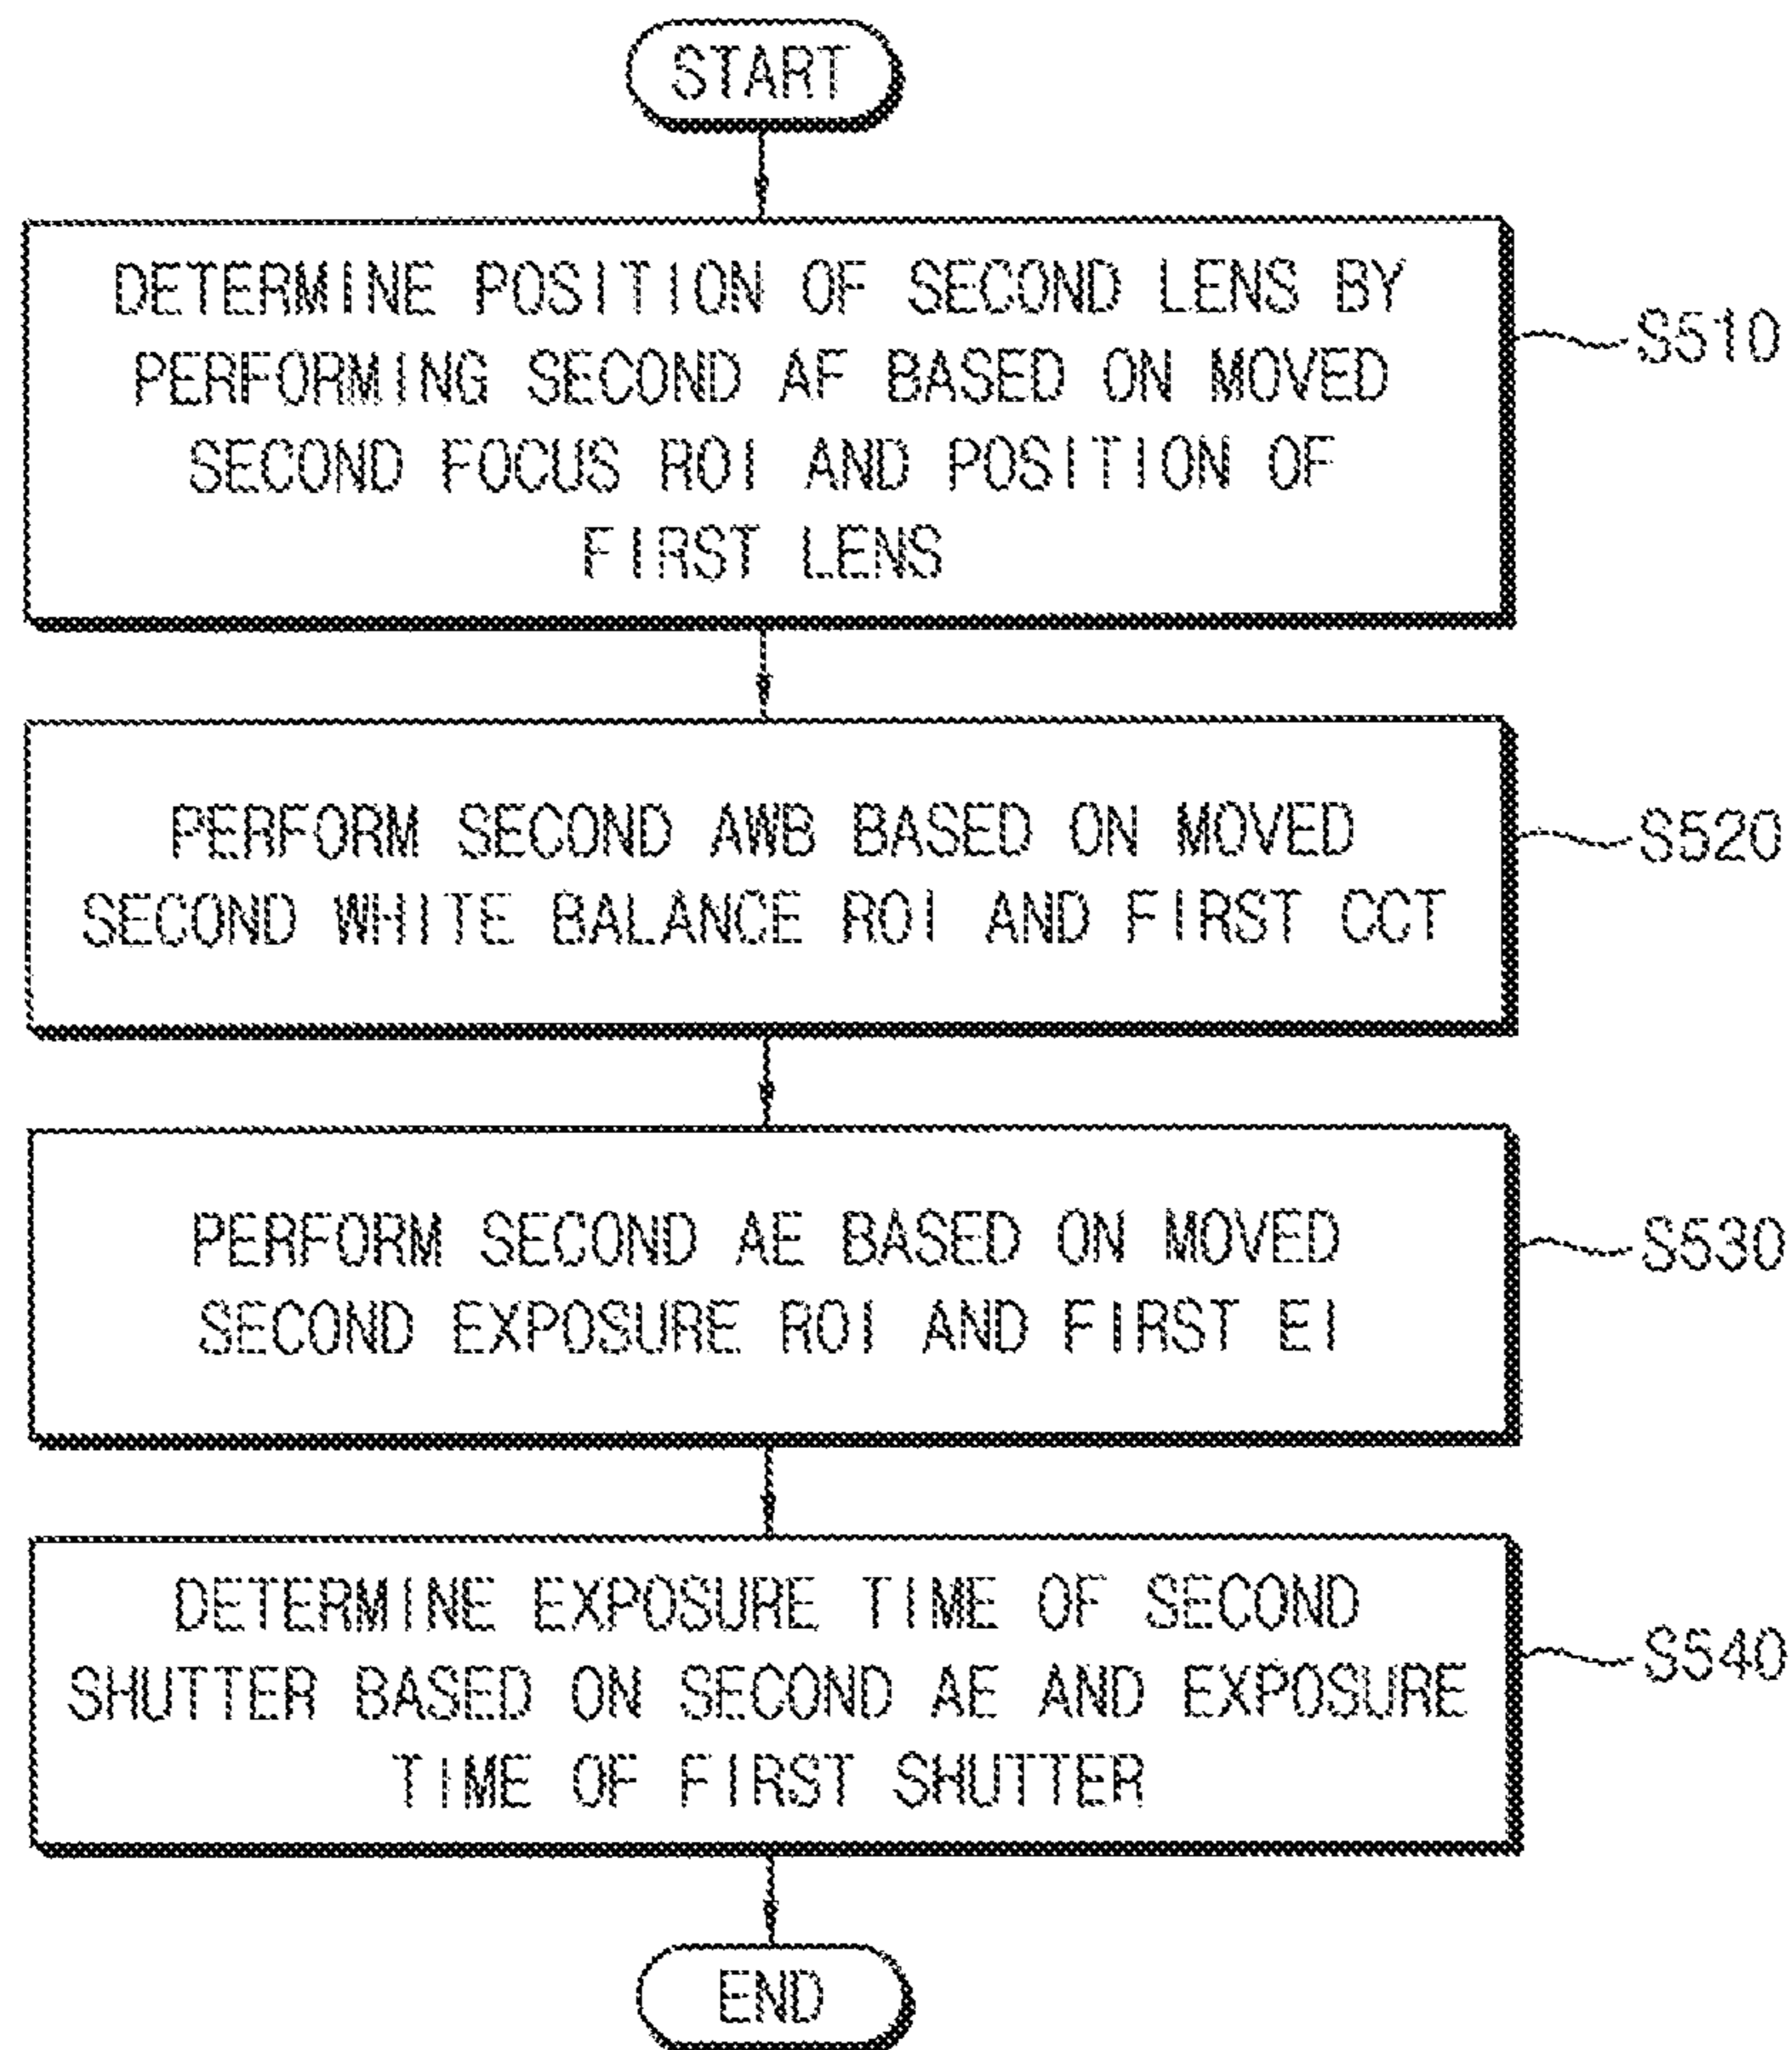 START
DETERMINE POSITION OF SECOND LENS BY
PERFORMING SECOND AF BASED ON MOVED
SECOND FOCUS ROI AND POSITION OF
FIRST LENS
S510
PERFORM SECOND AWB BASED ON MOVED
SECOND WHITE BALANCE ROI AND FIRST CCT
S520
PERFORM SECOND AE BASED ON MOVED
SECOND EXPOSURE ROI AND FIRST EI
S530
DETERMINE EXPOSURE TIME OF SECOND
SHUTTER BASED ON SECOND AE AND EXPOSURE
TIME OF FIRST SHUTTER
S540
END